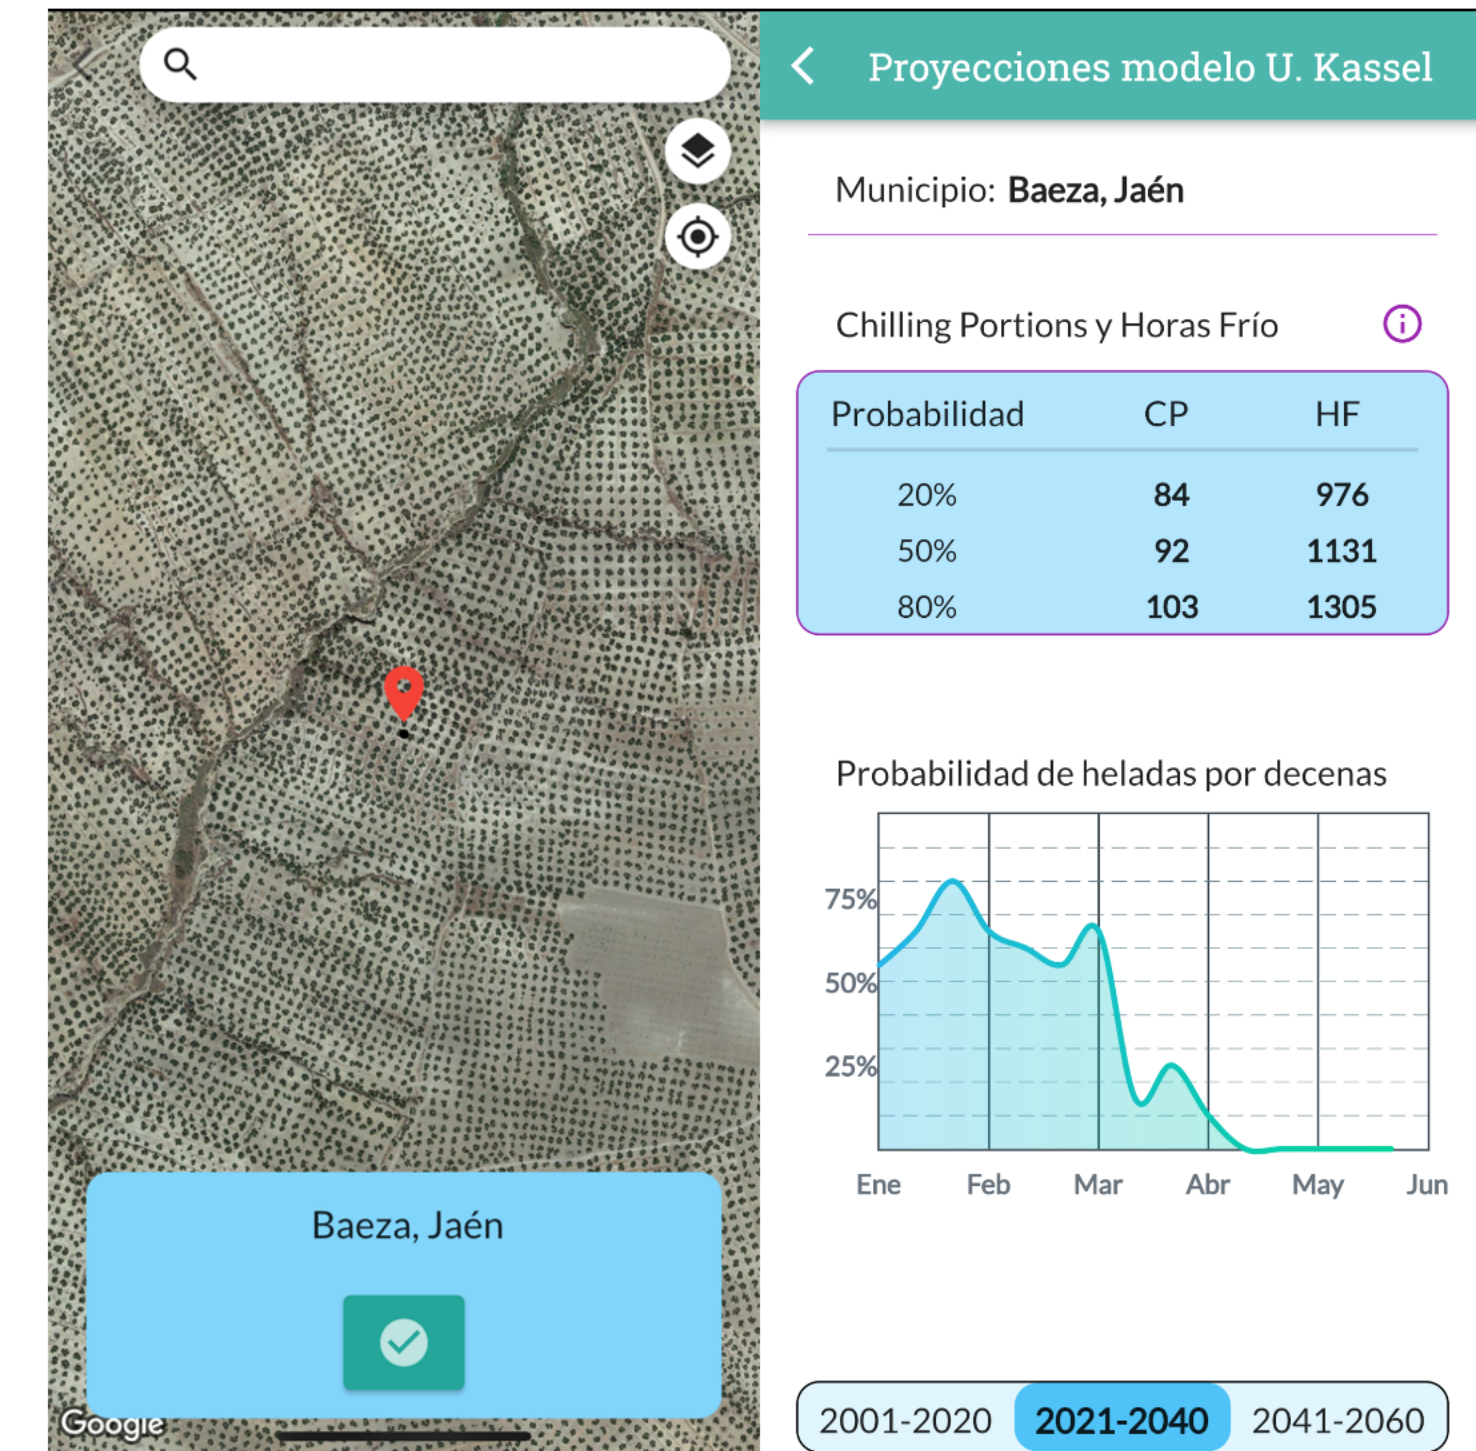 Baeza, Jaén
Google
Proyecciones modelo U. Kassel
Municipio: Baeza, Jaén
Chilling Portions y Horas Frío
Probabilidad CP HF
20% 84 976
50% 92 1131
80% 103 1305
Probabilidad de heladas por decenas
75%
50%
25%
Ene Feb Mar Abr May Jun
2001-2020 2021-2040 2041-2060